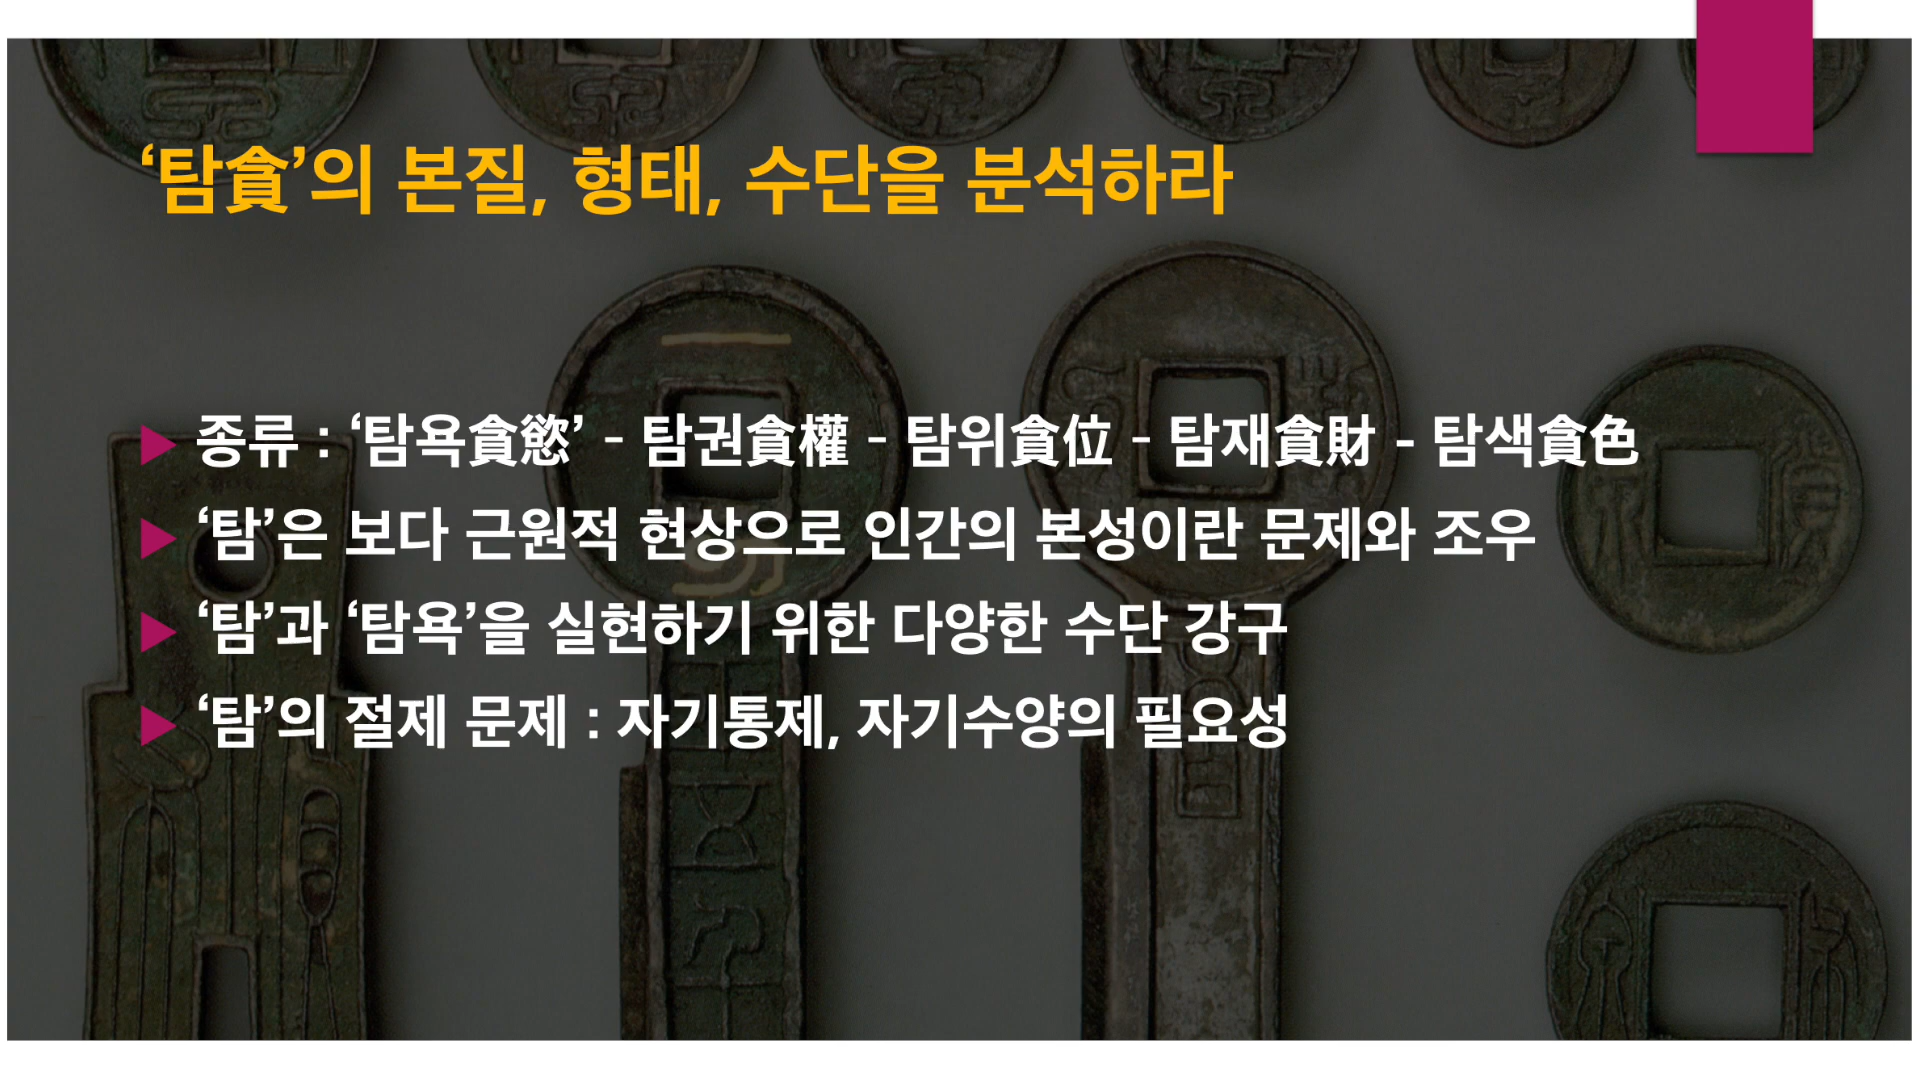 ‘탐貪’의 본질, 형태, 수단을 분석하라
종류 : ‘탐욕貪慾’ - 탐권貪權 - 탐위貪位 - 탐재貪財 - 탐색貪色
‘탐’은 보다 근원적 현상으로 인간의 본성이란 문제와 조우
‘탐’과 ‘탐욕’을 실현하기 위한 다양한 수단 강구
‘탐’의 절제 문제 : 자기통제, 자기수양의 필요성